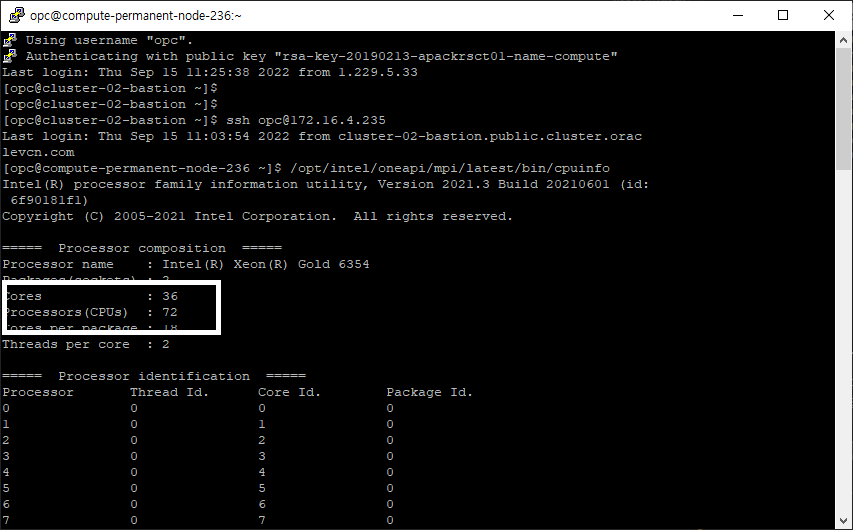 opc@compute-permanent-node-236:~
Using username "opc".
Authenticating with public key "rsa-key-20190213-apackrsct01-name-compute"
Last login: Thu Sep 15 11:25:38 2022 from 1.229.5.33
[opc@cluster-02-bastion ~]$
[opc@cluster-02-bastion ~]$
[opc@cluster-02-bastion ~]$ ssh opc@172.16.4.235
Last login: Thu Sep 15 11:03:54 2022 from cluster-02-bastion.public.cluster.orac
levcn.com
[opc@compute-permanent-node-236 ~]$ /opt/intel/oneapi/mpi/latest/bin/cpuinfo
Intel(R) processor family information utility, Version 2021.3 Build 20210601 (id:
 6f90181f1)
Copyright (C) 2005-2021 Intel Corporation.  All rights reserved.
=====  Processor composition  =====
Processor name    : Intel(R) Xeon(R) Gold 6354
Packages(sockets) : 2
Cores             : 36
Processors(CPUs)  : 72
Cores per package : 18
Threads per core  : 2
=====  Processor identification  =====
Processor       Thread Id.      Core Id.        Package Id.
0               0               0               0
1               0               1               0
2               0               2               0
3               0               3               0
4               0               4               0
5               0               5               0
6               0               6               0
7               0               7               0